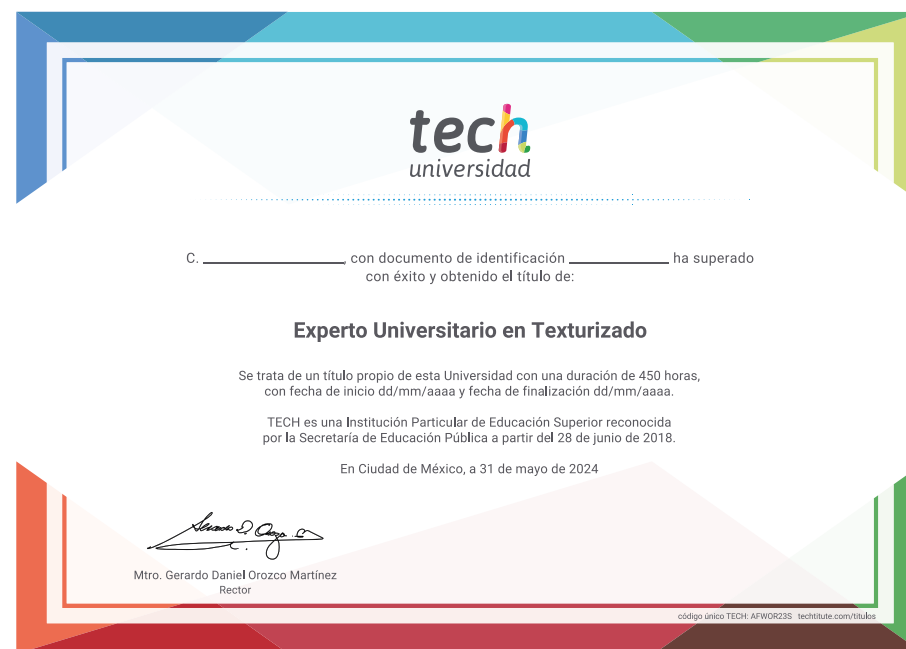 tech
universidad
C. ____________________, con documento de identificación ______________ ha superado
con éxito y obtenido el título de:
Experto Universitario en Texturizado
Se trata de un título propio de esta Universidad con una duración de 450 horas,
con fecha de inicio dd/mm/aaaa y fecha de finalización dd/mm/aaaa.
TECH es una Institución Particular de Educación Superior reconocida
por la Secretaría de Educación Pública a partir del 28 de junio de 2018.
En Ciudad de México, a 31 de mayo de 2024
Mtro. Gerardo Daniel Orozco Martínez
Rector
código único TECH: AFWOR23S techtitute.com/titulos